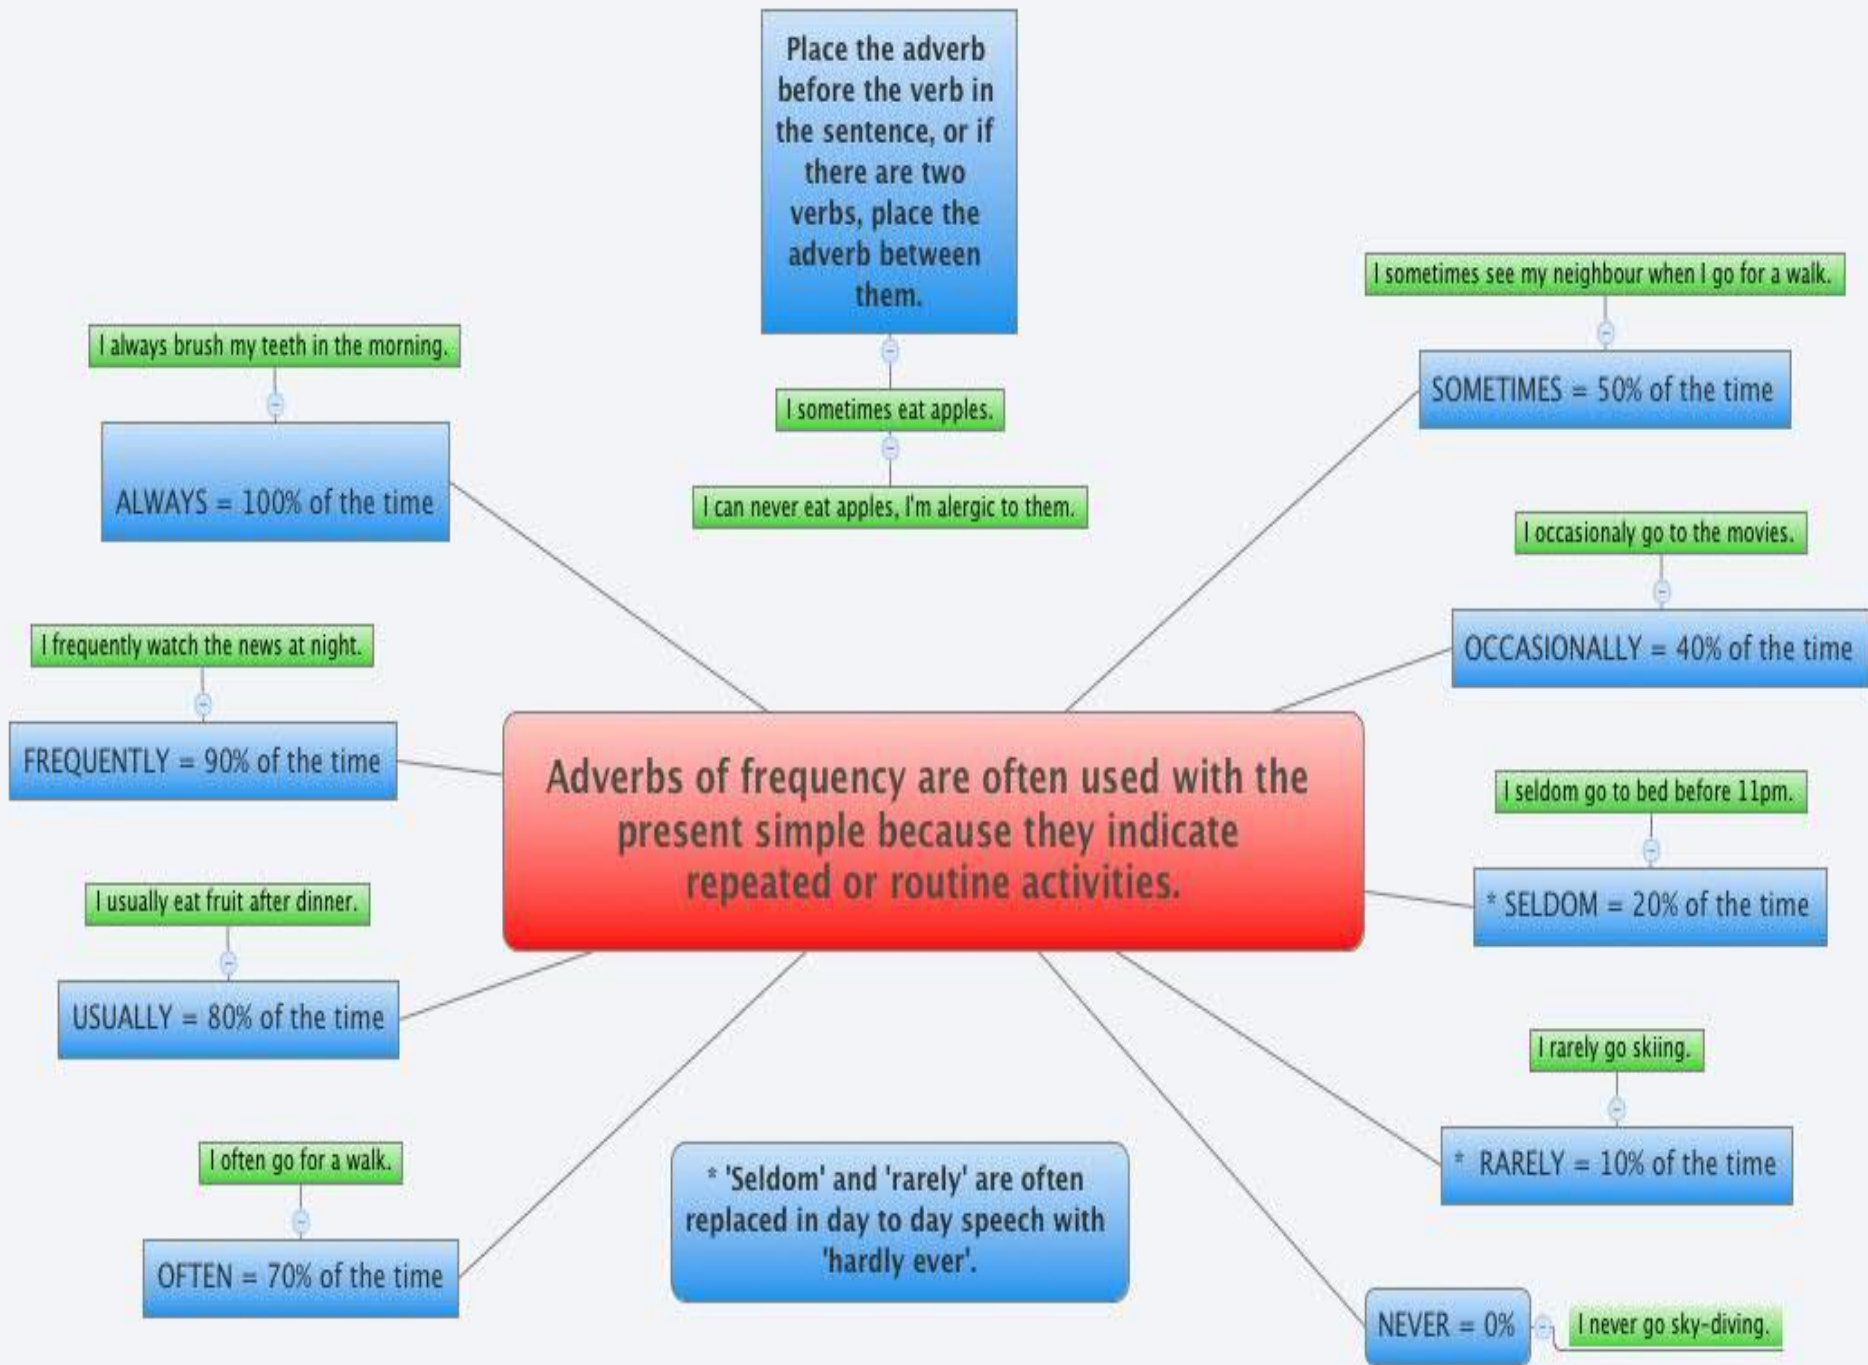 Place the adverb
before the verb in
the sentence, or if
there are two
verbs, place the
adverb between
them.
I sometimes eat apples.
I can never eat apples, I'm alergic to them.
I always brush my teeth in the morning.
ALWAYS = 100% of the time
I frequently watch the news at night.
FREQUENTLY = 90% of the time
I usually eat fruit after dinner.
USUALLY = 80% of the time
I often go for a walk.
OFTEN = 70% of the time
Adverbs of frequency are often used with the
present simple because they indicate
repeated or routine activities.
I sometimes see my neighbour when I go for a walk.
SOMETIMES = 50% of the time
I occasionaly go to the movies.
OCCASIONALLY = 40% of the time
I seldom go to bed before 11pm.
* SELDOM = 20% of the time
I rarely go skiing.
* RARELY = 10% of the time
NEVER = 0%
I never go sky-diving.
* 'Seldom' and 'rarely' are often
replaced in day to day speech with
'hardly ever'.